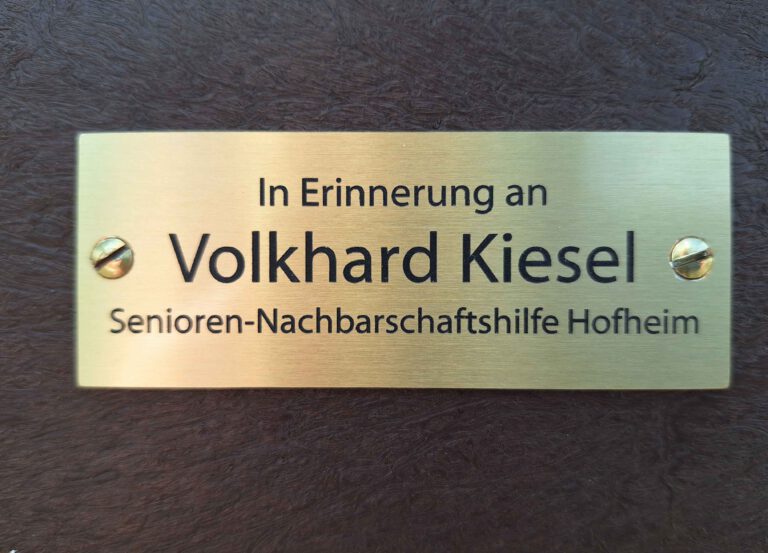 In Erinnerung an
Volkhard Kiesel
Senioren-Nachbarschaftshilfe Hofheim